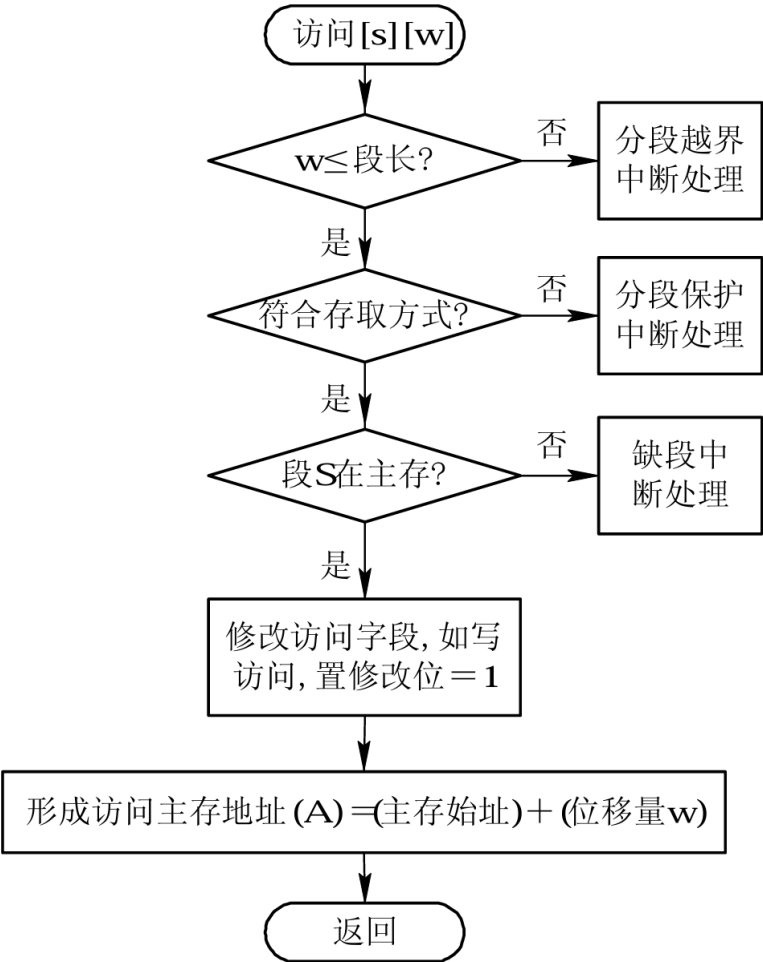 访问[s][w]
w≤段长?
否
分段越界
中断处理
是
符合存取方式?
否
分段保护
中断处理
是
段S在主存?
否
缺段中
断处理
是
修改访问字段,如写
访问,置修改位=1
形成访问主存地址(A)=(主存始址)+(位移量w)
返回